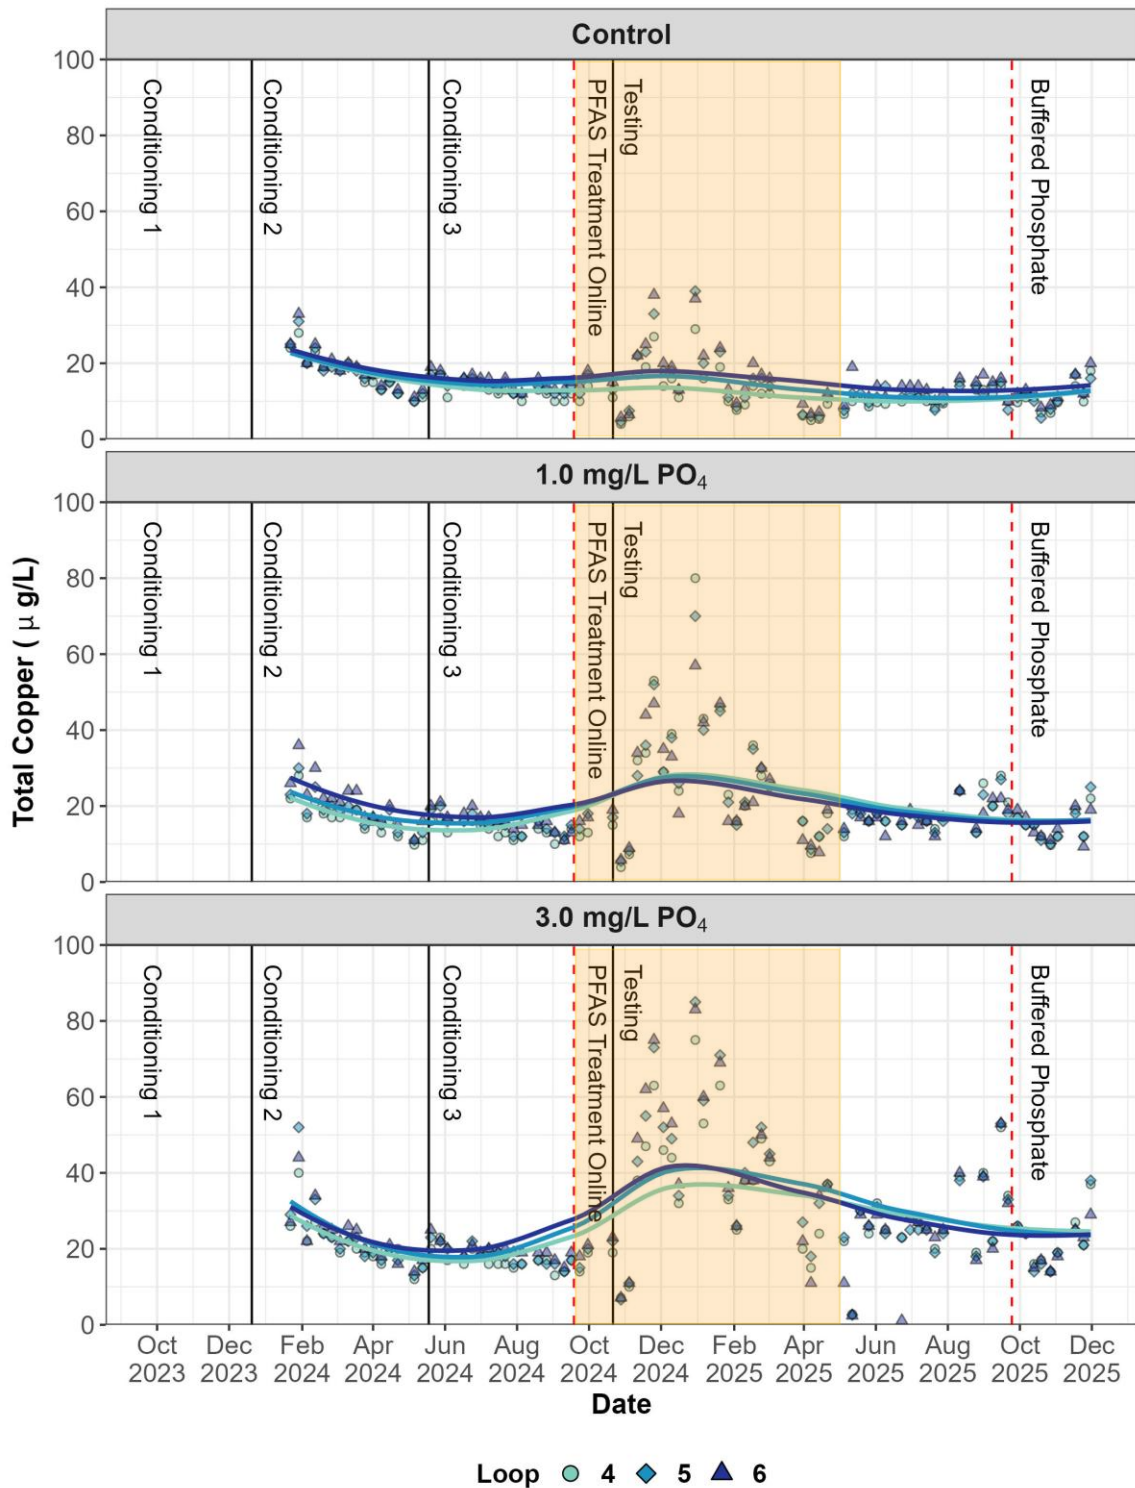 Control
100
80
60
40
20
0
Conditioning 1
Conditioning 2
Conditioning 3
PFAS Treatment Online
Testing
Buffered Phosphate
1.0 mg/L PO₄
100
80
60
40
20
0
Conditioning 1
Conditioning 2
Conditioning 3
PFAS Treatment Online
Testing
Buffered Phosphate
Total Copper ( μ g/L)
3.0 mg/L PO₄
100
80
60
40
20
0
Conditioning 1
Conditioning 2
Conditioning 3
PFAS Treatment Online
Testing
Buffered Phosphate
Oct Dec Feb Apr Jun Aug Oct Dec Feb Apr Jun Aug Oct Dec
2023 2023 2024 2024 2024 2024 2024 2024 2025 2025 2025 2025 2025 2025
Date
Loop 4 5 6